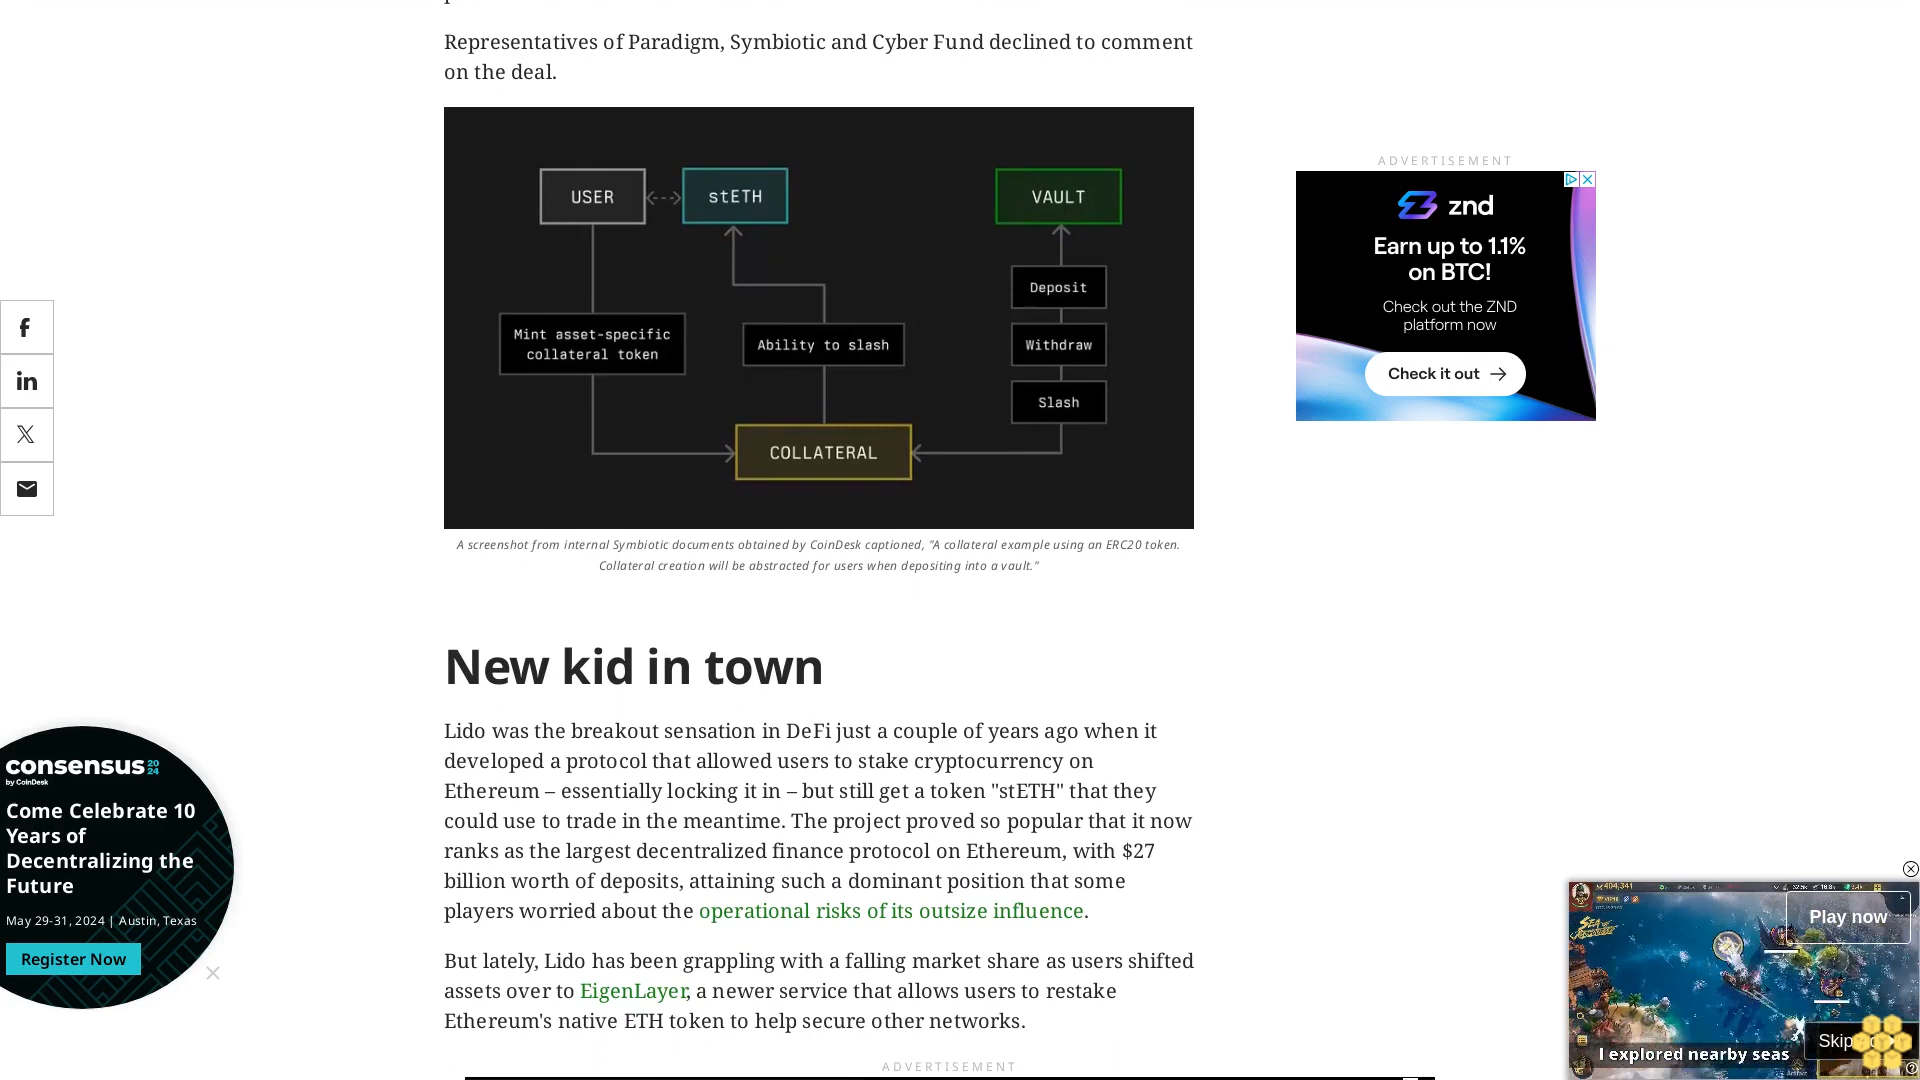 Representatives of Paradigm, Symbiotic and Cyber Fund declined to comment
on the deal.
USER
stETH
VAULT
Deposit
Mint asset-specific
collateral token
Ability to slash
Withdraw
Slash
COLLATERAL
A screenshot from internal Symbiotic documents obtained by CoinDesk captioned, "A collateral example using an ERC20 token.
Collateral creation will be abstracted for users when depositing into a vault."
New kid in town
Lido was the breakout sensation in DeFi just a couple of years ago when it
developed a protocol that allowed users to stake cryptocurrency on
Ethereum – essentially locking it in – but still get a token "stETH" that they
could use to trade in the meantime. The project proved so popular that it now
ranks as the largest decentralized finance protocol on Ethereum, with $27
billion worth of deposits, attaining such a dominant position that some
players worried about the operational risks of its outsize influence.
But lately, Lido has been grappling with a falling market share as users shifted
assets over to EigenLayer, a newer service that allows users to restake
Ethereum's native ETH token to help secure other networks.
ADVERTISEMENT
ADVERTISEMENT
znd
Earn up to 1.1%
on BTC!
Check out the ZND
platform now
Check it out
consensus 2024
by CoinDesk
Come Celebrate 10
Years of
Decentralizing the
Future
May 29-31, 2024 | Austin, Texas
Register Now
404,341
Play now
Skip
I explored nearby seas